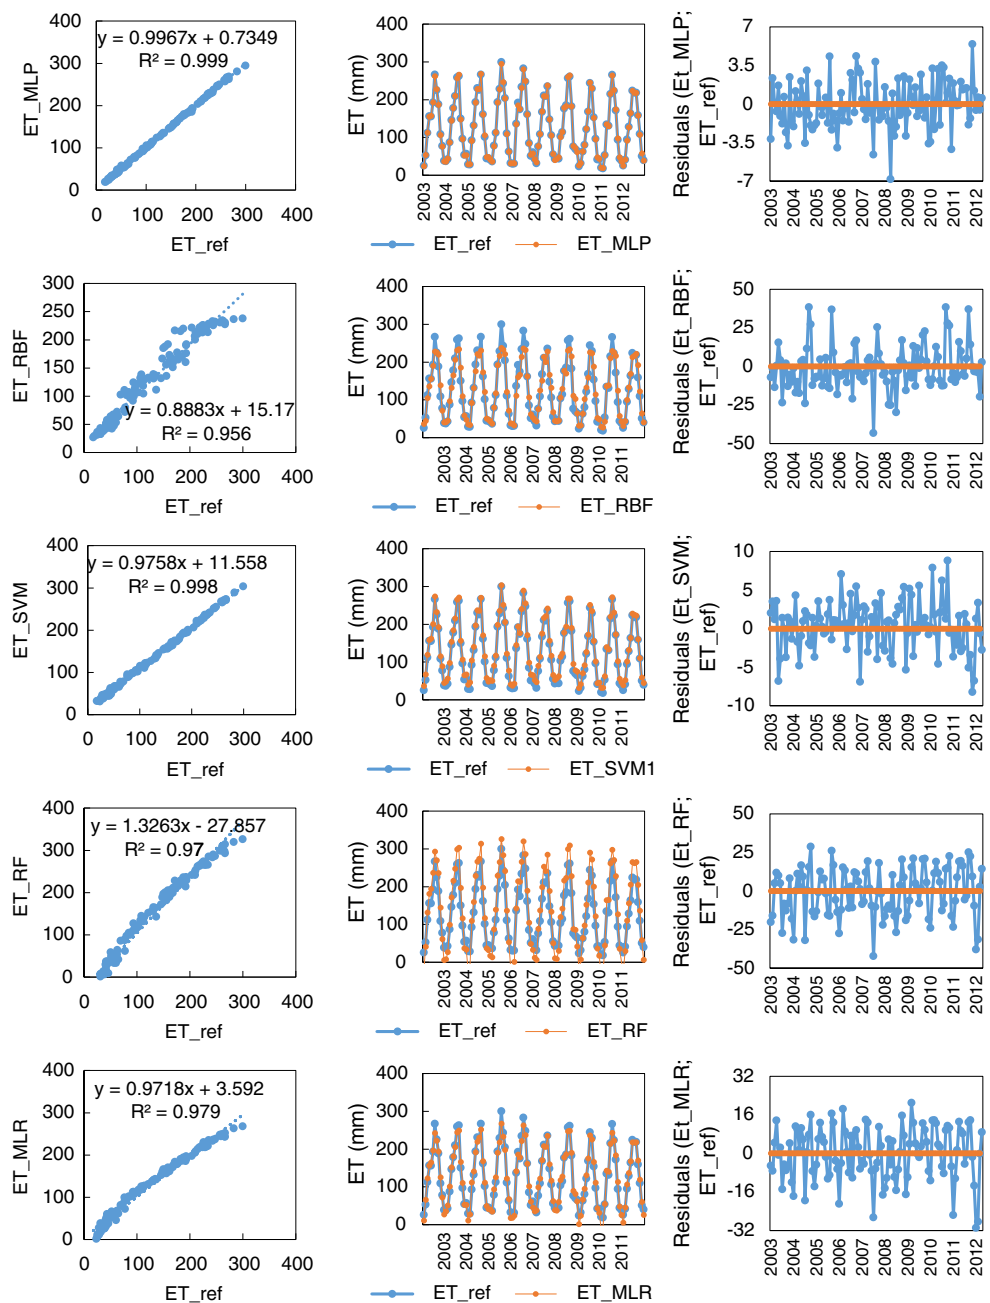 ET_MLP
400
300
200
100
0
y = 0.9967x + 0.7349
R² = 0.999
0 100 200 300 400
ET_ref
ET (mm)
400
300
200
100
0
2003 2004 2005 2006 2007 2008 2009 2010 2011 2012
ET_ref ET_MLP
Residuals (Et_MLP;
ET_ref)
7
3.5
0
-3.5
-7
2003 2004 2005 2006 2007 2008 2009 2010 2011 2012
ET_RBF
300
250
200
150
100
50
0
y = 0.8883x + 15.17
R² = 0.956
0 100 200 300 400
ET_ref
ET (mm)
400
300
200
100
0
2003 2004 2005 2006 2007 2008 2009 2010 2011
ET_ref ET_RBF
Residuals (Et_RBF;
ET_ref)
50
25
0
-25
-50
2003 2004 2005 2006 2007 2008 2009 2010 2011 2012
ET_SVM
400
300
200
100
0
y = 0.9758x + 11.558
R² = 0.998
0 100 200 300 400
ET_ref
ET (mm)
400
300
200
100
0
2003 2004 2005 2006 2007 2008 2009 2010 2011
ET_ref ET_SVM1
Residuals (Et_SVM;
ET_ref)
10
5
0
-5
-10
2003 2004 2005 2006 2007 2008 2009 2010 2011 2012
ET_RF
400
300
200
100
0
y = 1.3263x - 27.857
R² = 0.97
0 100 200 300 400
ET_ref
ET (mm)
400
300
200
100
0
2003 2004 2005 2006 2007 2008 2009 2010 2011
ET_ref ET_RF
Residuals (Et_RF;
ET_ref)
50
25
0
-25
-50
2003 2004 2005 2006 2007 2008 2009 2010 2011 2012
ET_MLR
400
300
200
100
0
y = 0.9718x + 3.592
R² = 0.979
0 100 200 300 400
ET_ref
ET (mm)
400
300
200
100
0
2003 2004 2005 2006 2007 2008 2009 2010 2011
ET_ref ET_MLR
Residuals (Et_MLR;
ET_ref)
32
16
0
-16
-32
2003 2004 2005 2006 2007 2008 2009 2010 2011 2012